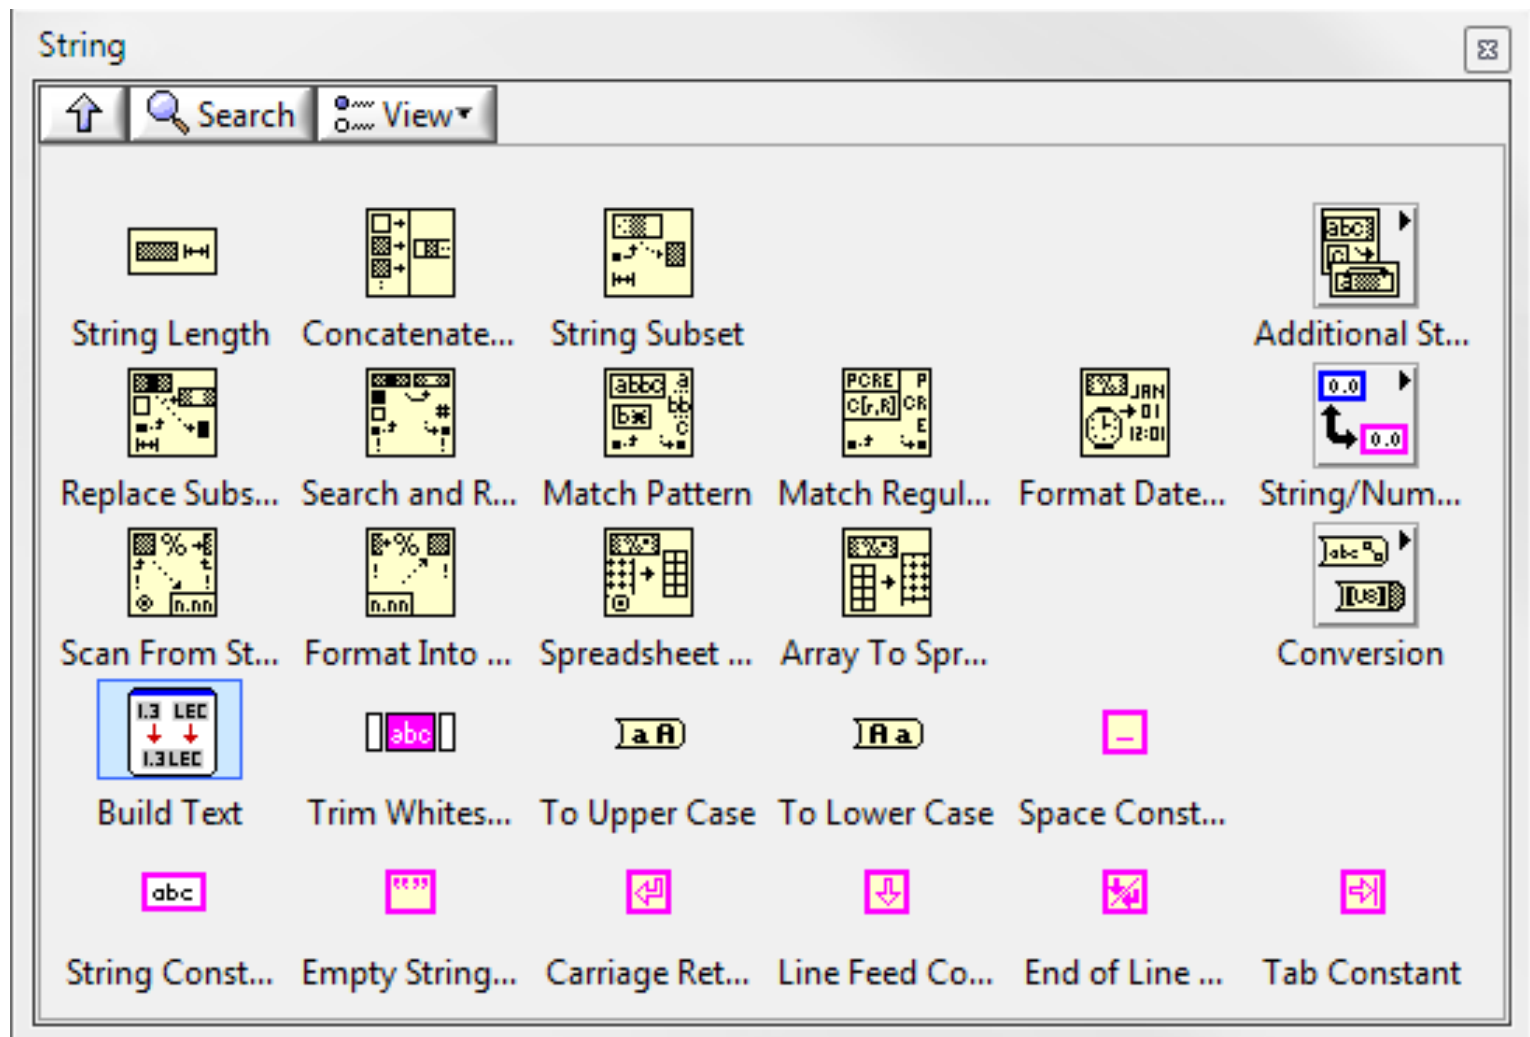 String
Search View
String Length Concatenate... String Subset Additional St...
Replace Subs... Search and R... Match Pattern Match Regul... Format Date... String/Num...
Scan From St... Format Into ... Spreadsheet ... Array To Spr... Conversion
Build Text Trim Whites... To Upper Case To Lower Case Space Const...
String Const... Empty String... Carriage Ret... Line Feed Co... End of Line ... Tab Constant